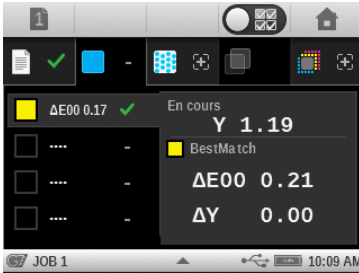 1
-
ΔE00 0.17
En cours
Y 1.19
BestMatch
---- -
ΔE00 0.21
---- -
ΔY 0.00
---- -
G7 JOB 1
10:09 AM